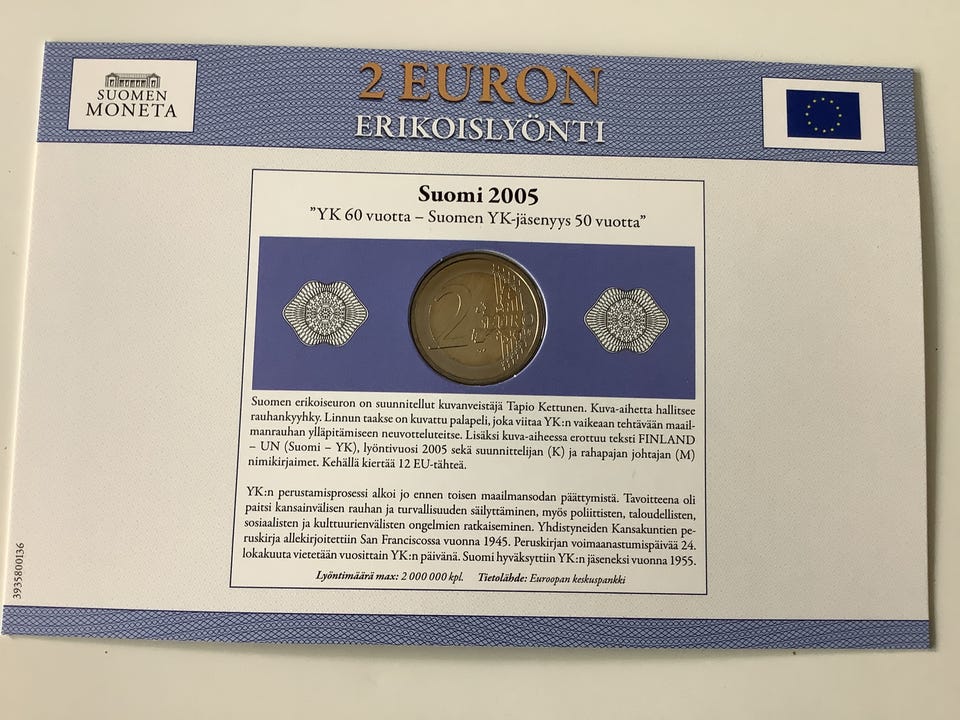 SUOMEN
MONETA
2 EURON
ERIKOISLYÖNTI
Suomi 2005
"YK 60 vuotta – Suomen YK-jäsenyys 50 vuotta"
2 EURO
Suomen erikoiseuron on suunnitellut kuvanveistäjä Tapio Kettunen. Kuva-aihetta hallitsee
rauhankyyhky. Linnun taakse on kuvattu palapeli, joka viitaa YK:n vaikeaan tehtävään maail-
manrauhan ylläpitämiseen neuvotteluteitse. Lisäksi kuva-aiheessa erottuu teksti FINLAND
– UN (Suomi – YK), lyöntivuosi 2005 sekä suunnittelijan (K) ja rahapajan johtajan (M)
nimikirjaimet. Kehällä kiertää 12 EU-tähteä.
YK:n perustamisprosessi alkoi jo ennen toisen maailmansodan päättymistä. Tavoitteena oli
paitsi kansainvälisen rauhan ja turvallisuuden säilyttäminen, myös poliittisten, taloudellisten,
sosiaalisten ja kulttuurienvälisten ongelmien ratkaiseminen. Yhdistyneiden Kansakuntien pe-
ruskirja allekirjoitettiin San Franciscossa vuonna 1945. Peruskirjan voimaanastumispäivää 24.
lokakuuta vietetään vuosittain YK:n päivänä. Suomi hyväksyttiin YK:n jäseneksi vuonna 1955.
Lyöntimäärä max: 2 000 000 kpl. Tietolähde: Euroopan keskuspankki
3935800136